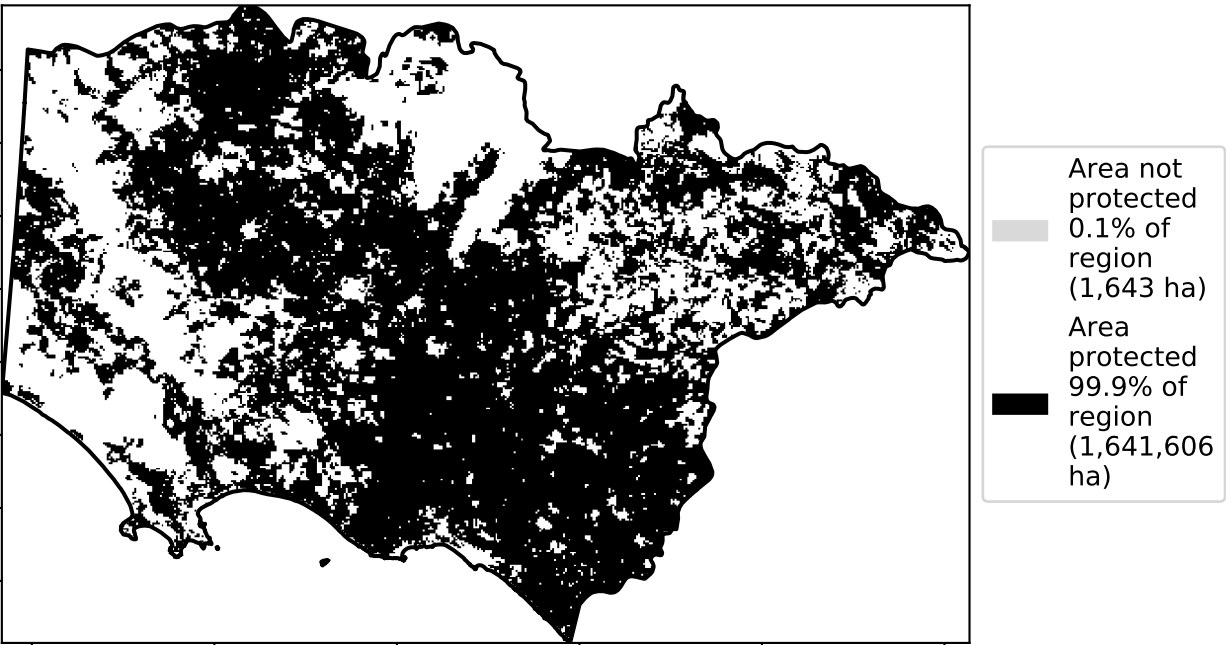 Area not
protected
0.1% of
region
(1,643 ha)
Area
protected
99.9% of
region
(1,641,606
ha)